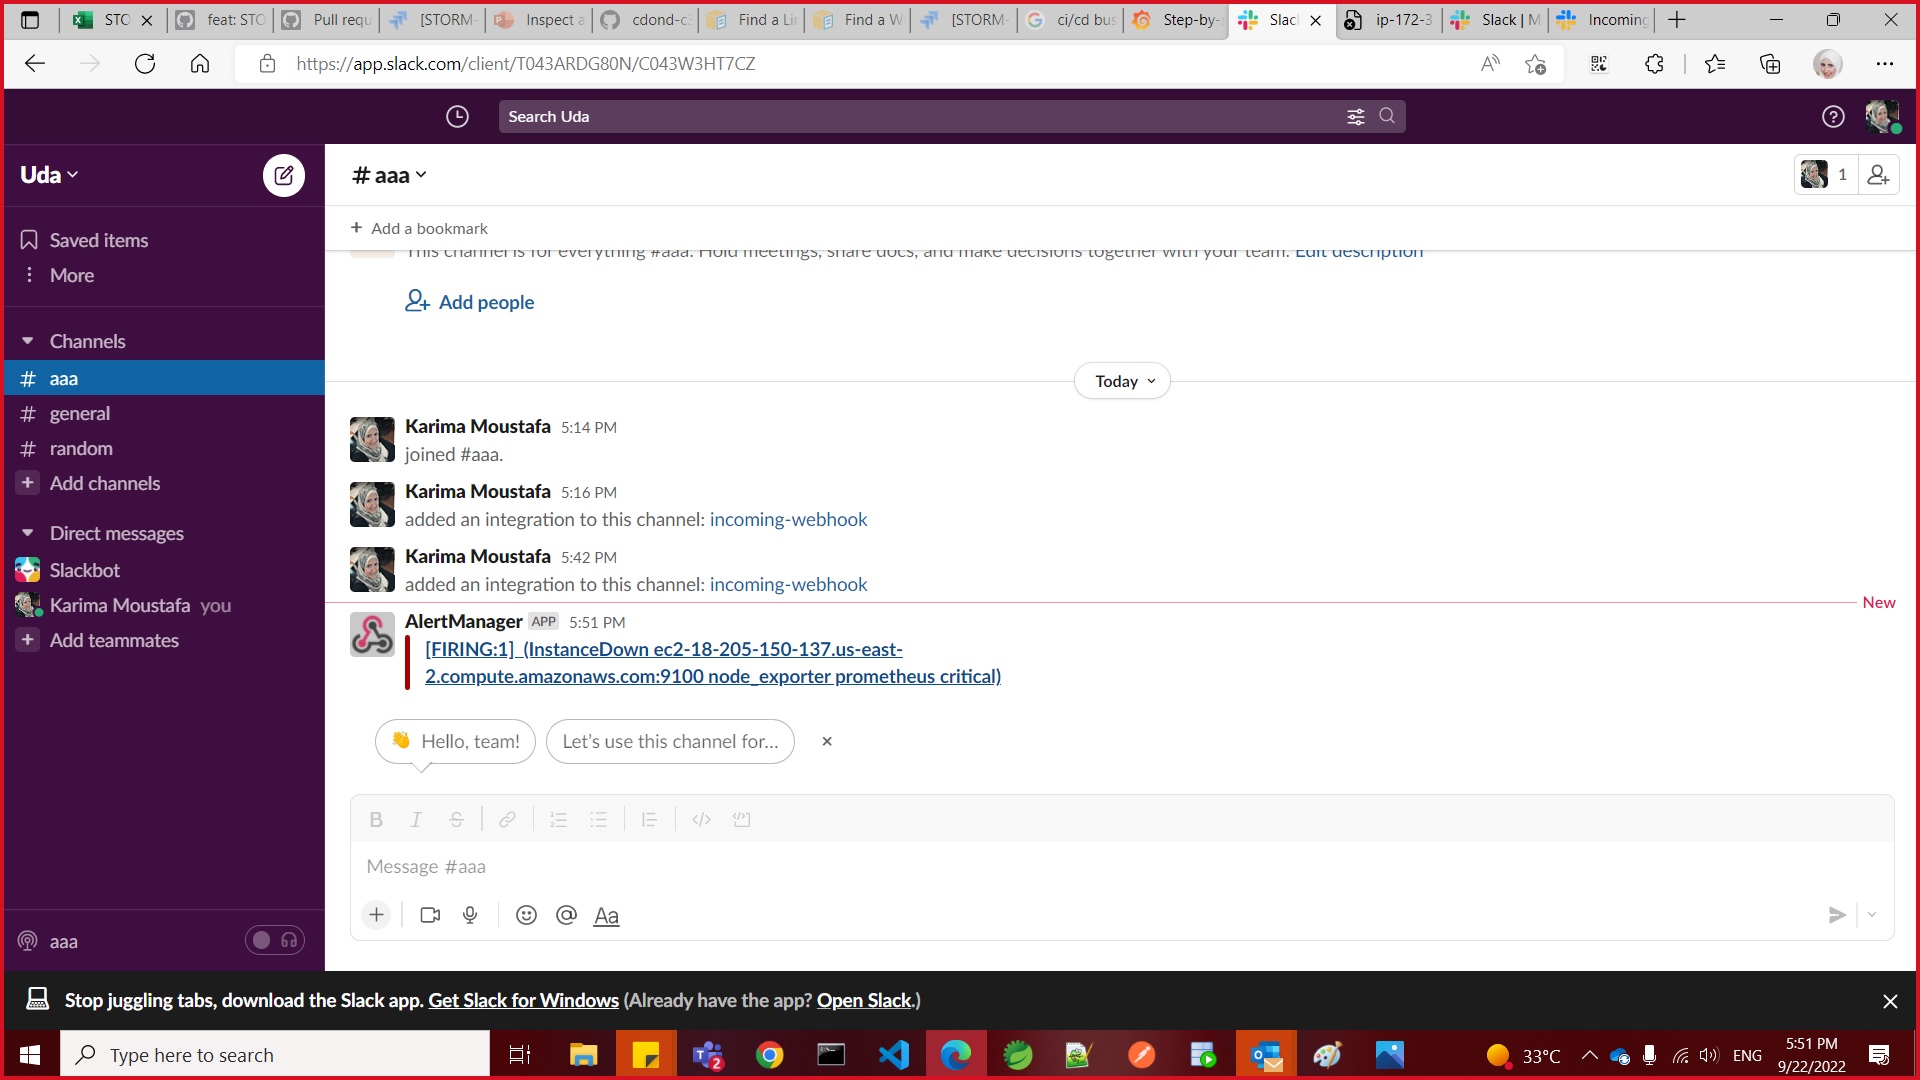 STO
feat: STO
Pull requ
[STORM-
Inspect a
cdond-c3
Find a Lin
Find a W
[STORM-
ci/cd bus
Step-by-
Slac
ip-172-3
Slack | M
Incoming
https://app.slack.com/client/T043ARDG80N/C043W3HT7CZ
Search Uda
Uda
# aaa
1
+ Add a bookmark
Saved items
More
This channel is for everything #aaa. Hold meetings, share docs, and make decisions together with your team. Edit description
Add people
Channels
# aaa
# general
# random
+ Add channels
Direct messages
Slackbot
Karima Moustafa you
+ Add teammates
Today
Karima Moustafa 5:14 PM
joined #aaa.
Karima Moustafa 5:16 PM
added an integration to this channel: incoming-webhook
Karima Moustafa 5:42 PM
added an integration to this channel: incoming-webhook
New
AlertManager APP 5:51 PM
[FIRING:1] (InstanceDown ec2-18-205-150-137.us-east-
2.compute.amazonaws.com:9100 node_exporter prometheus critical)
👋 Hello, team!
Let's use this channel for...
Message #aaa
Aa
aaa
Stop juggling tabs, download the Slack app. Get Slack for Windows (Already have the app? Open Slack.)
Type here to search
2
33°C
ENG
5:51 PM
9/22/2022